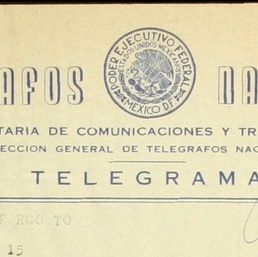 AFOS NA
PODER EJECUTIVO FEDERAL
ESTADOS UNIDOS MEXICANOS
MEXICO D.F.
TARIA DE COMUNICACIONES Y TR
ECCION GENERAL DE TELEGRAFOS NAC
TELEGRAMA
F RGO TO
15